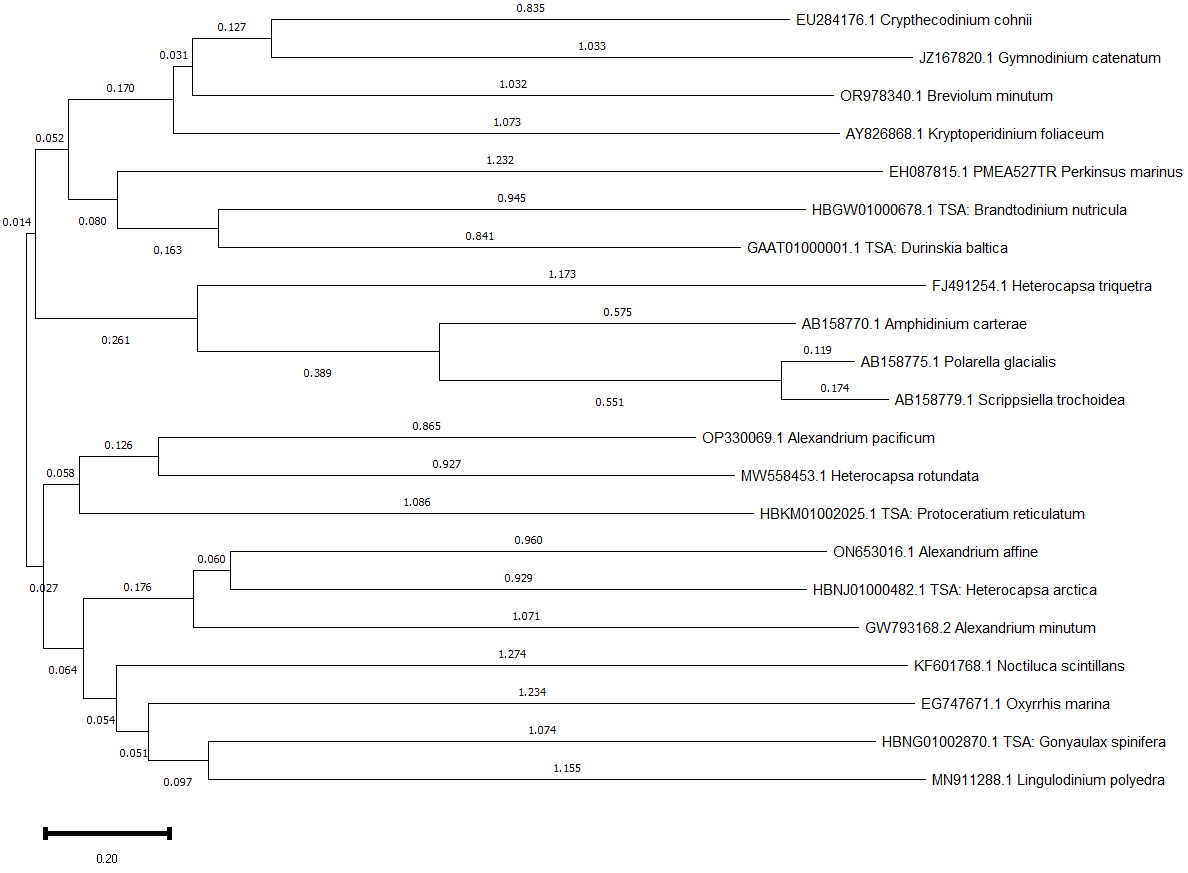 0.835
EU284176.1 Crypthecodinium cohnii
0.127
1.033
JZ167820.1 Gymnodinium catenatum
0.031
1.032
OR978340.1 Breviolum minutum
0.170
1.073
AY826868.1 Kryptoperidinium foliaceum
0.052
1.232
EH087815.1 PMEA527TR Perkinsus marinus
0.945
HBGW01000678.1 TSA: Brandtodinium nutricula
0.014
0.080
0.841
GAAT01000001.1 TSA: Durinskia baltica
0.163
1.173
FJ491254.1 Heterocapsa triquetra
0.575
AB158770.1 Amphidinium carterae
0.261
0.119
AB158775.1 Polarella glacialis
0.389
0.174
AB158779.1 Scrippsiella trochoidea
0.551
0.865
OP330069.1 Alexandrium pacificum
0.126
0.927
MW558453.1 Heterocapsa rotundata
0.058
1.086
HBKM01002025.1 TSA: Protoceratium reticulatum
0.960
ON653016.1 Alexandrium affine
0.060
0.929
HBNJ01000482.1 TSA: Heterocapsa arctica
0.027
0.176
1.071
GW793168.2 Alexandrium minutum
1.274
KF601768.1 Noctiluca scintillans
0.064
1.234
EG747671.1 Oxyrrhis marina
0.054
1.074
HBNG01002870.1 TSA: Gonyaulax spinifera
0.051
1.155
MN911288.1 Lingulodinium polyedra
0.097
0.20